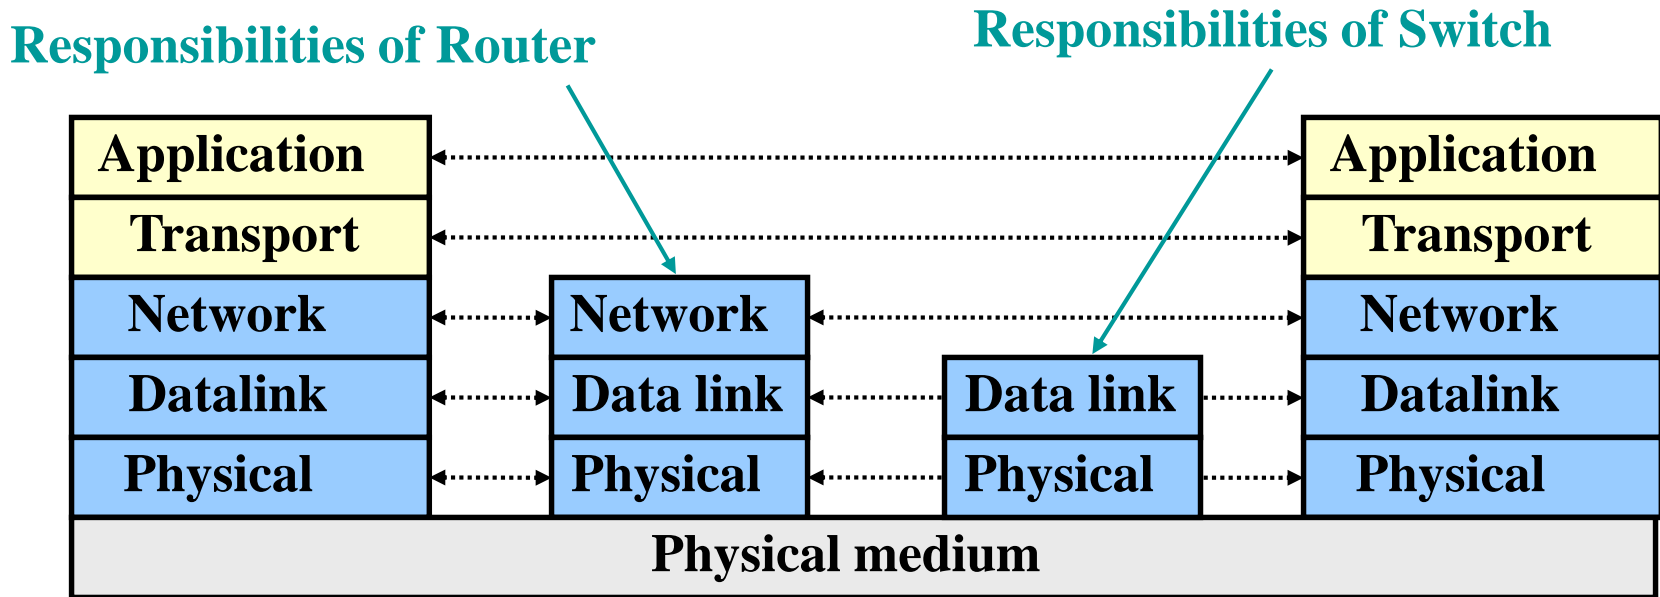 Responsibilities of Router
Responsibilities of Switch
Application
Application
Transport
Transport
Network
Network
Network
Datalink
Data link
Data link
Datalink
Physical
Physical
Physical
Physical
Physical medium